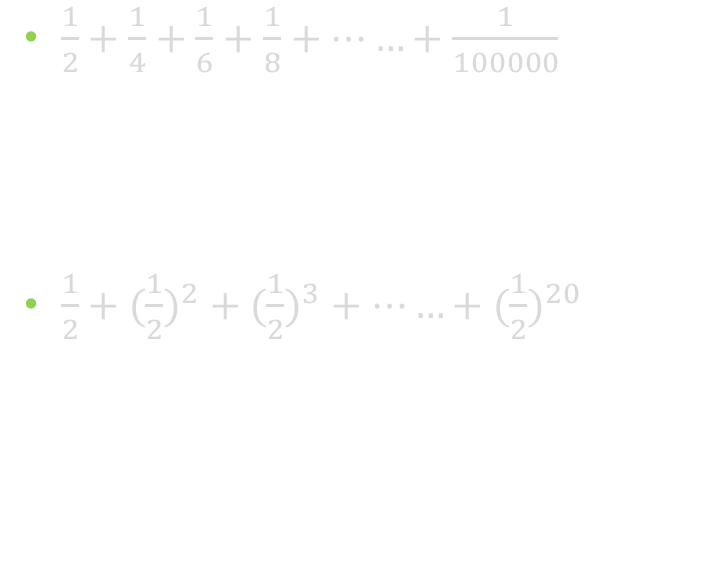 • 1/2 + 1/4 + 1/6 + 1/8 + ⋯ … + 1/100000
• 1/2 + (1/2)^2 + (1/2)^3 + ⋯ … + (1/2)^20